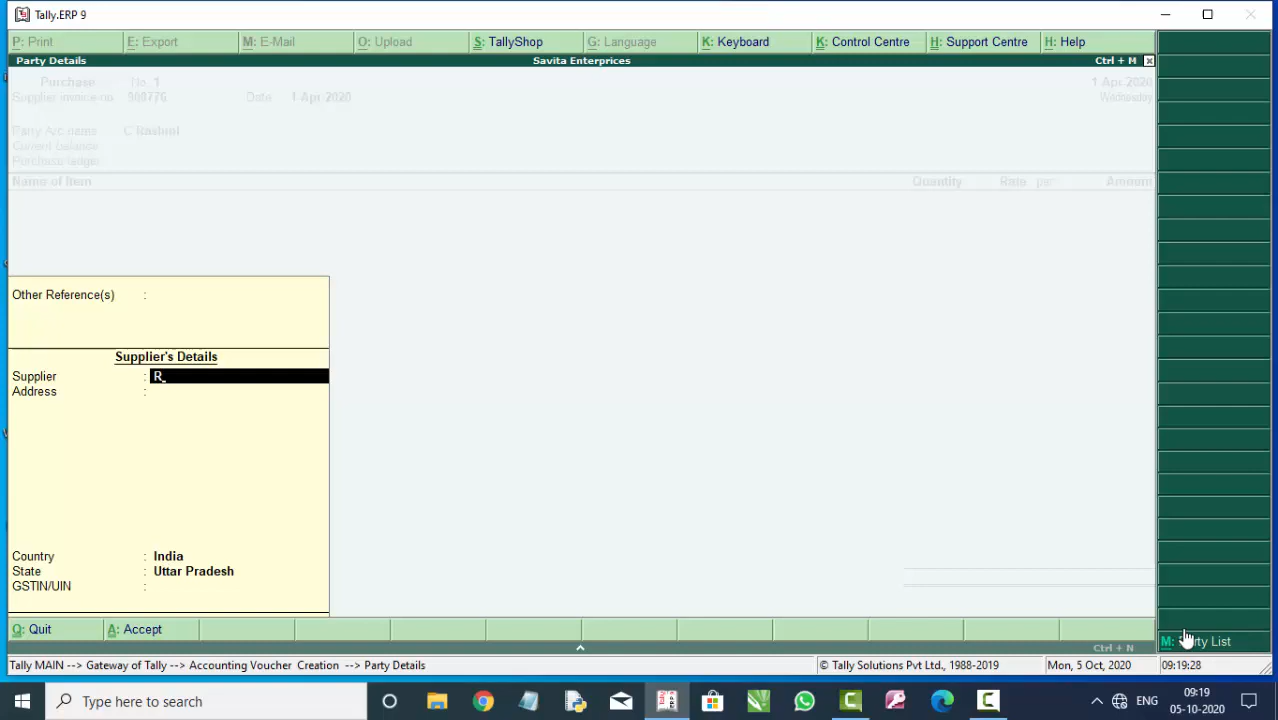 Tally.ERP 9
P: Print E: Export M: E-Mail O: Upload S: TallyShop G: Language K: Keyboard K: Control Centre H: Support Centre H: Help
Party Details Savita Enterprices Ctrl + M
Purchase No. 1 1 Apr 2020
Supplier invoice no. Date 1 Apr 2020 Wednesday
Party A/c name C Rashul
Current balance
Purchase ledger
Name of Item Quantity Rate per Amount
Other Reference(s) :
Supplier's Details
Supplier : R
Address :
Country : India
State : Uttar Pradesh
GSTIN/UIN :
Q: Quit A: Accept
M: Party List
Ctrl + N
Tally MAIN --> Gateway of Tally --> Accounting Voucher Creation --> Party Details © Tally Solutions Pvt Ltd., 1988-2019 Mon, 5 Oct, 2020 09:19:28
Type here to search
ENG
09:19
05-10-2020